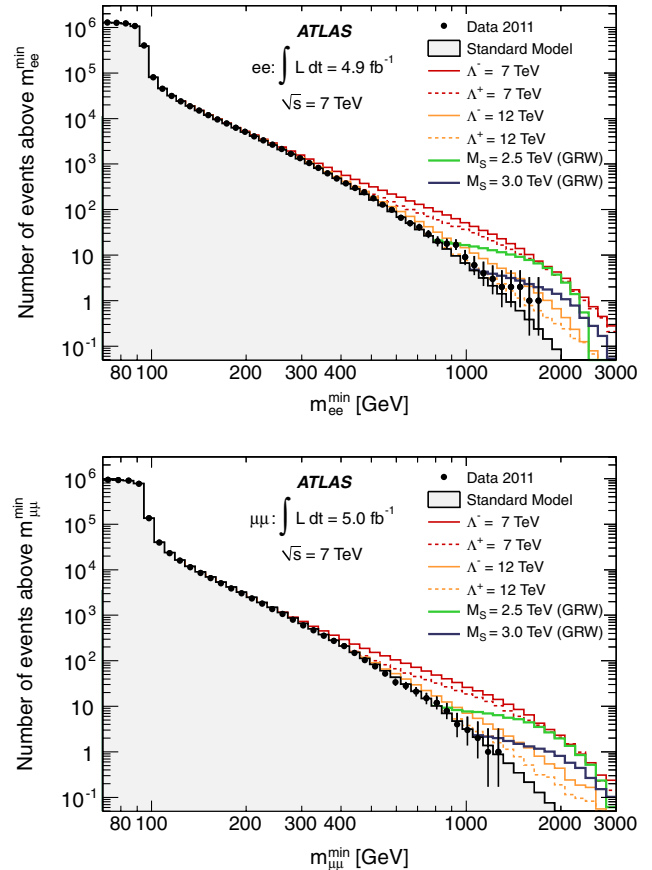 ATLAS
ee: ∫ L dt = 4.9 fb⁻¹
√s = 7 TeV
Data 2011
Standard Model
Λ⁻ = 7 TeV
Λ⁺ = 7 TeV
Λ⁻ = 12 TeV
Λ⁺ = 12 TeV
M_S = 2.5 TeV (GRW)
M_S = 3.0 TeV (GRW)
Number of events above m_ee^min
10⁶
10⁵
10⁴
10³
10²
10
1
10⁻¹
80 100 200 300 400 1000 2000 3000
m_ee^min [GeV]
ATLAS
μμ: ∫ L dt = 5.0 fb⁻¹
√s = 7 TeV
Data 2011
Standard Model
Λ⁻ = 7 TeV
Λ⁺ = 7 TeV
Λ⁻ = 12 TeV
Λ⁺ = 12 TeV
M_S = 2.5 TeV (GRW)
M_S = 3.0 TeV (GRW)
Number of events above m_μμ^min
10⁶
10⁵
10⁴
10³
10²
10
1
10⁻¹
80 100 200 300 400 1000 2000 3000
m_μμ^min [GeV]